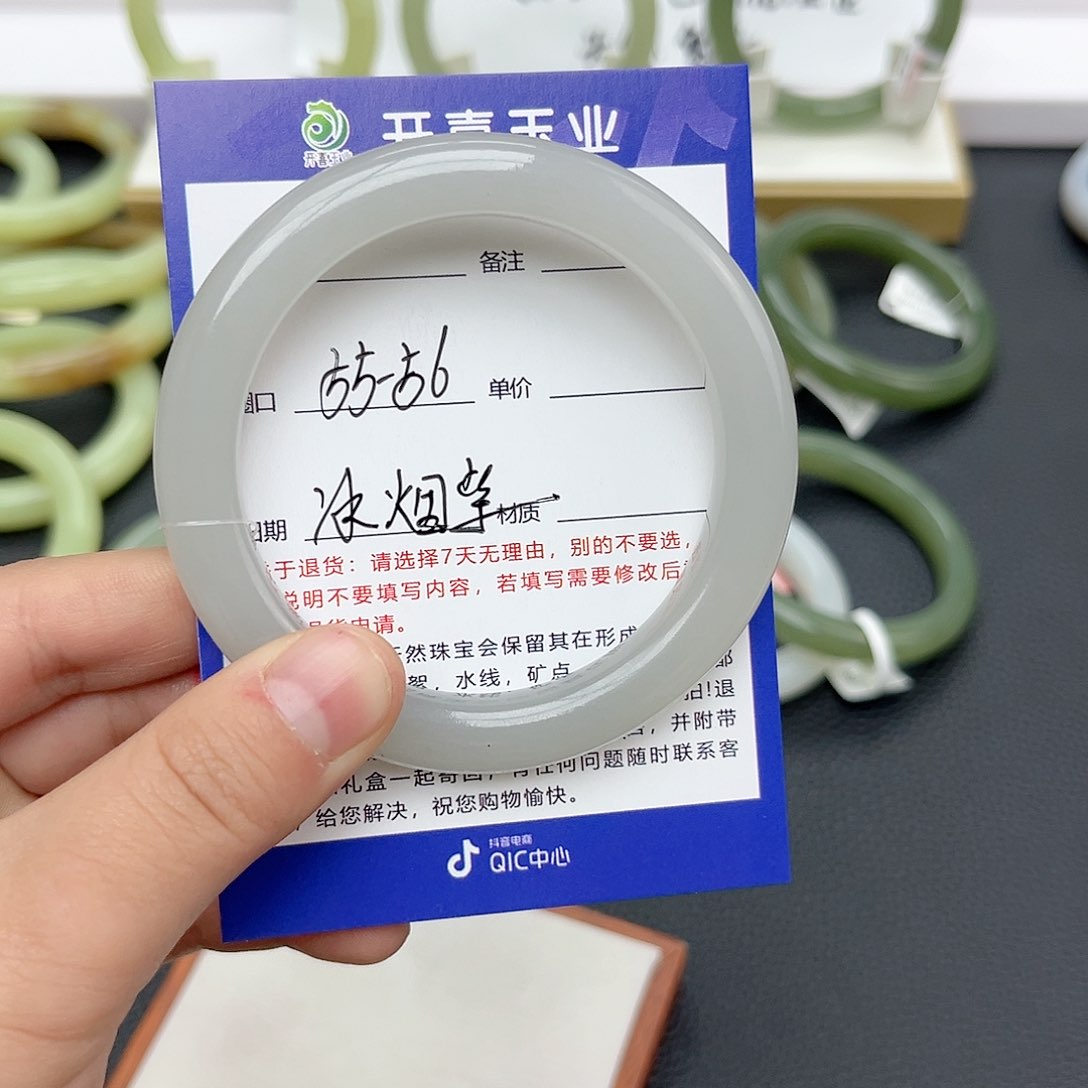 开喜玉业
备注
圈口 55-56 单价
日期 冰烟紫 材质
于退货：请选择7天无理由，别的不要选，
说明不要填写内容，若填写需要修改后
退货申请。
天然珠宝会保留其在形成
絮，水线，矿点
拍！退
，并附带
礼盒一起寄回，有任何问题随时联系客
给您解决，祝您购物愉快。
抖音电商
QIC中心